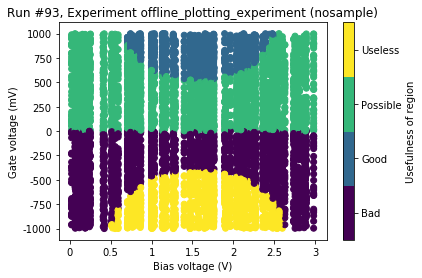 Run #93, Experiment offline_plotting_experiment (nosample)
1000
750
500
250
0
-250
-500
-750
-1000
Gate voltage (mV)
0
0.5
1
1.5
2
2.5
3
Bias voltage (V)
Useless
Possible
Good
Bad
Usefulness of region